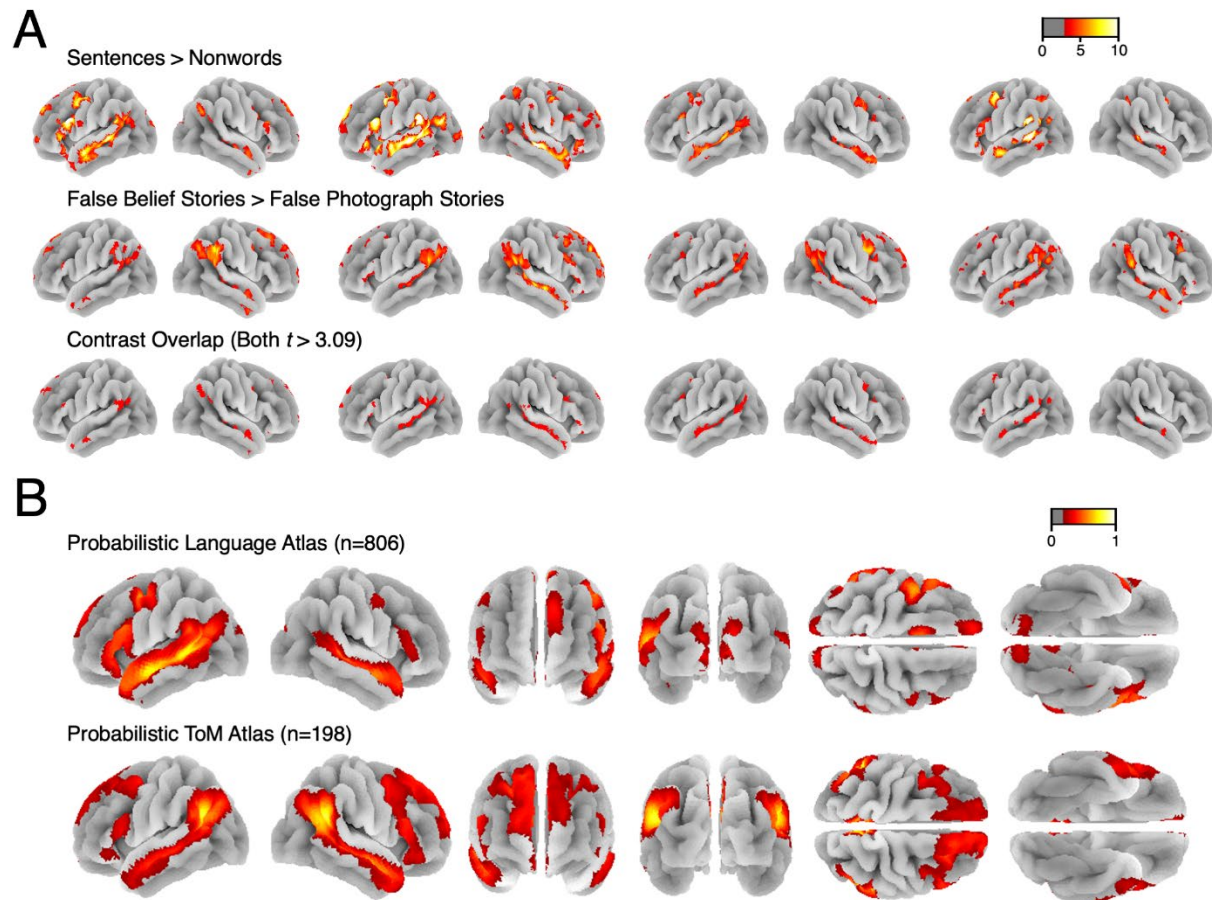 A
Sentences > Nonwords
0 5 10
False Belief Stories > False Photograph Stories
Contrast Overlap (Both t > 3.09)
B
Probabilistic Language Atlas (n=806)
0 1
Probabilistic ToM Atlas (n=198)